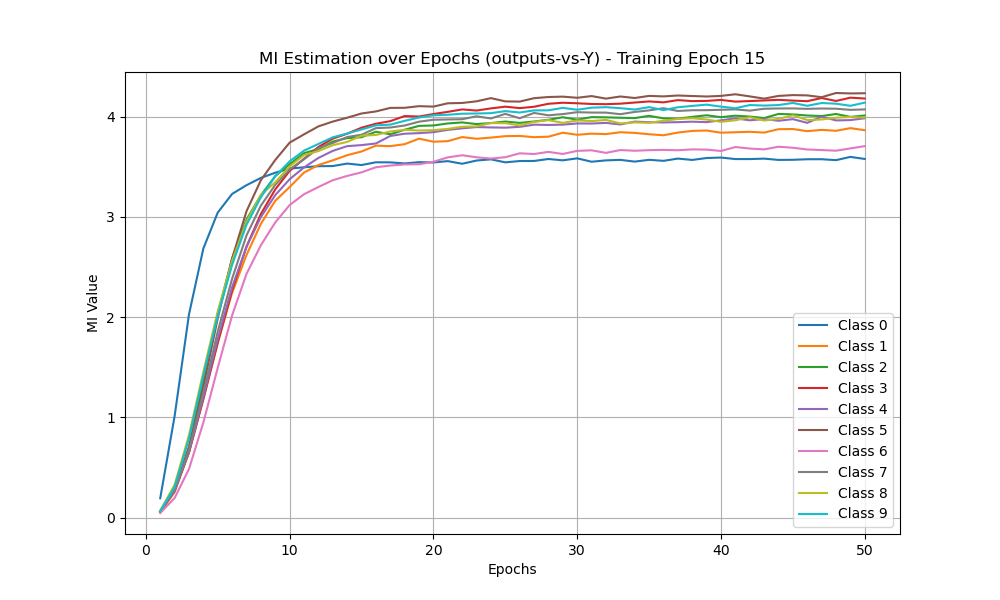 MI Estimation over Epochs (outputs-vs-Y) - Training Epoch 15
MI Value
4
3
2
1
0
0 10 20 30 40 50
Epochs
Class 0
Class 1
Class 2
Class 3
Class 4
Class 5
Class 6
Class 7
Class 8
Class 9